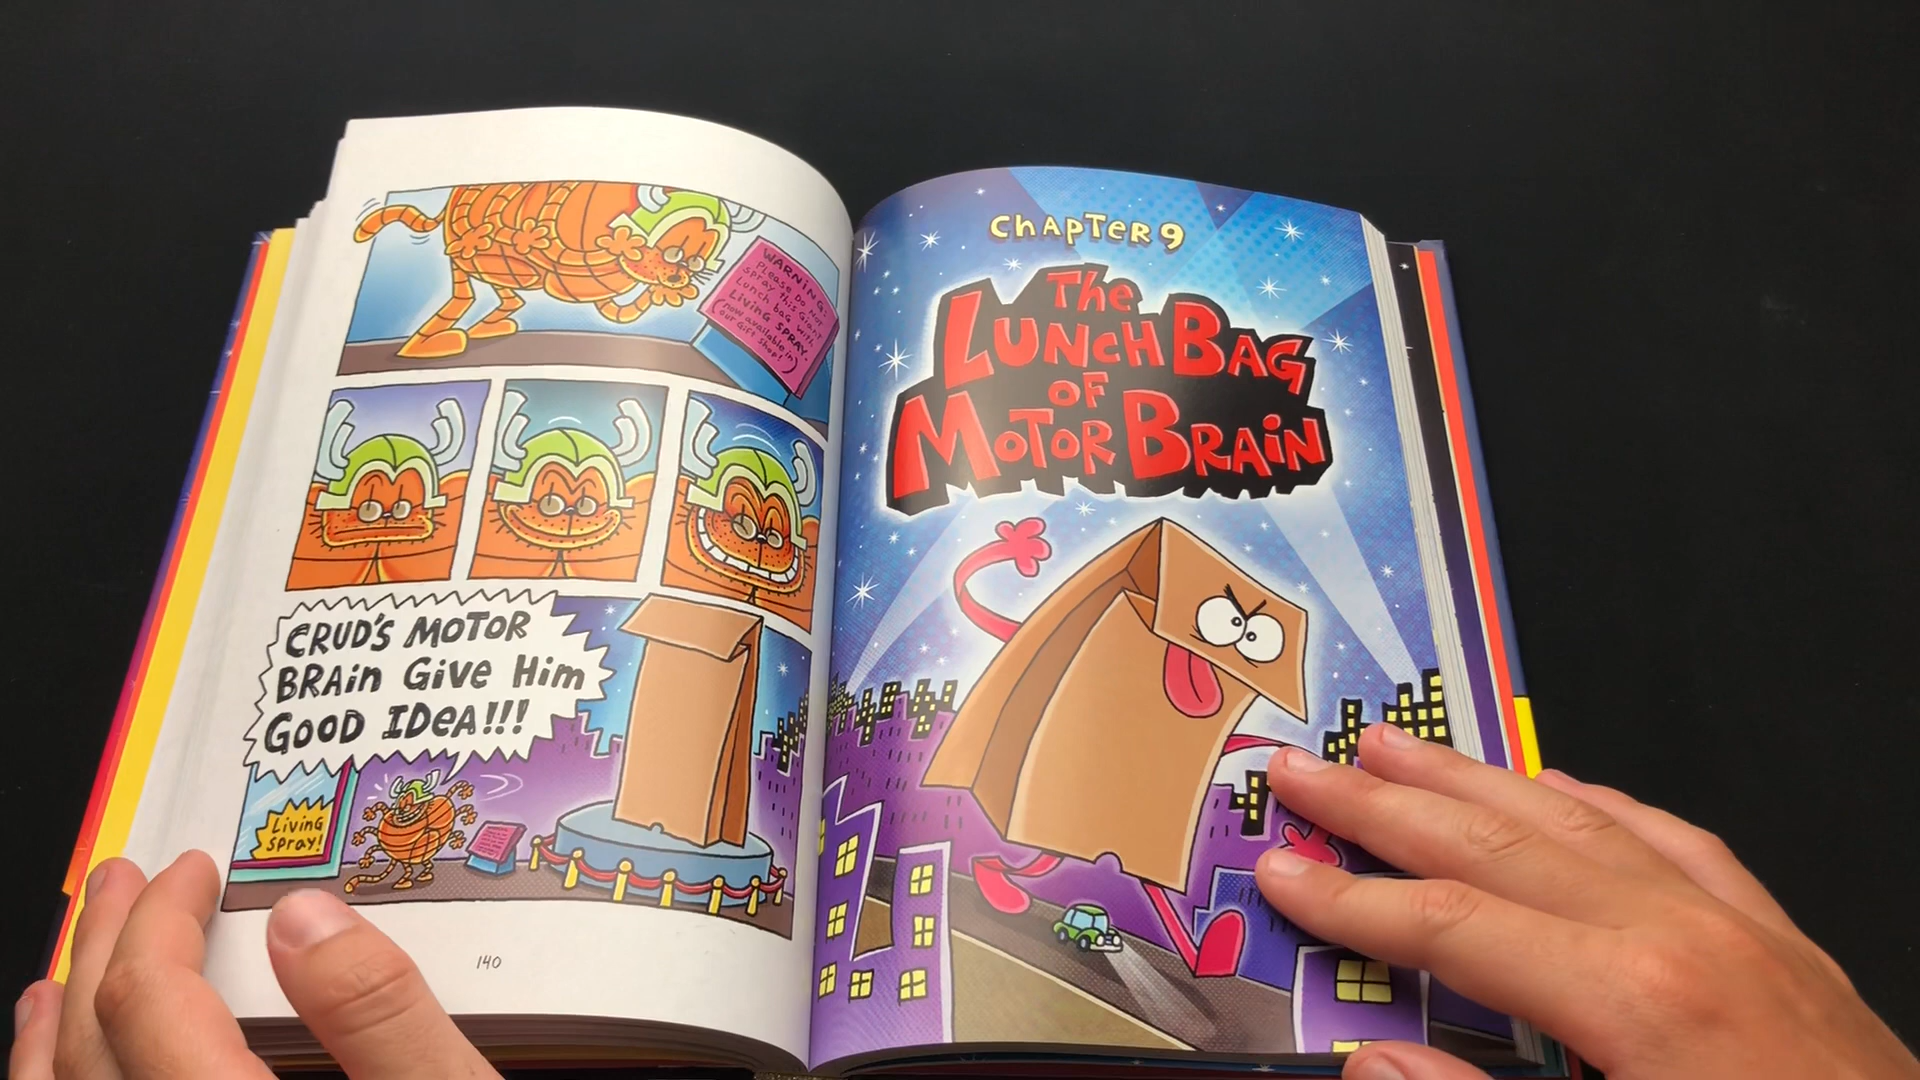 WARNING:
Please Do Not
spray this Giant
Lunch bag with
Living SPRAY.
(now available in
our Gift Shop!)
CRUD'S MOTOR
BRAin Give Him
GOOD IDeA!!!
Living
spray!
140
ChAPTeR 9
The
LUNCH BAG
OF
MOTOR BRAiN